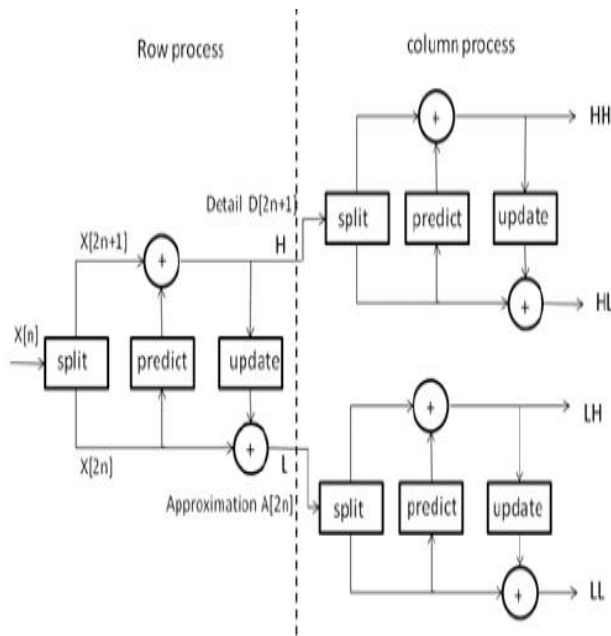 Row process
column process
HH
Detail D[2n+1]
split
predict
update
X[2n+1]
H
+
+
HL
X[n]
split
predict
update
+
LH
X[2n]
+
L
Approximation A[2n]
split
predict
update
+
+
LL